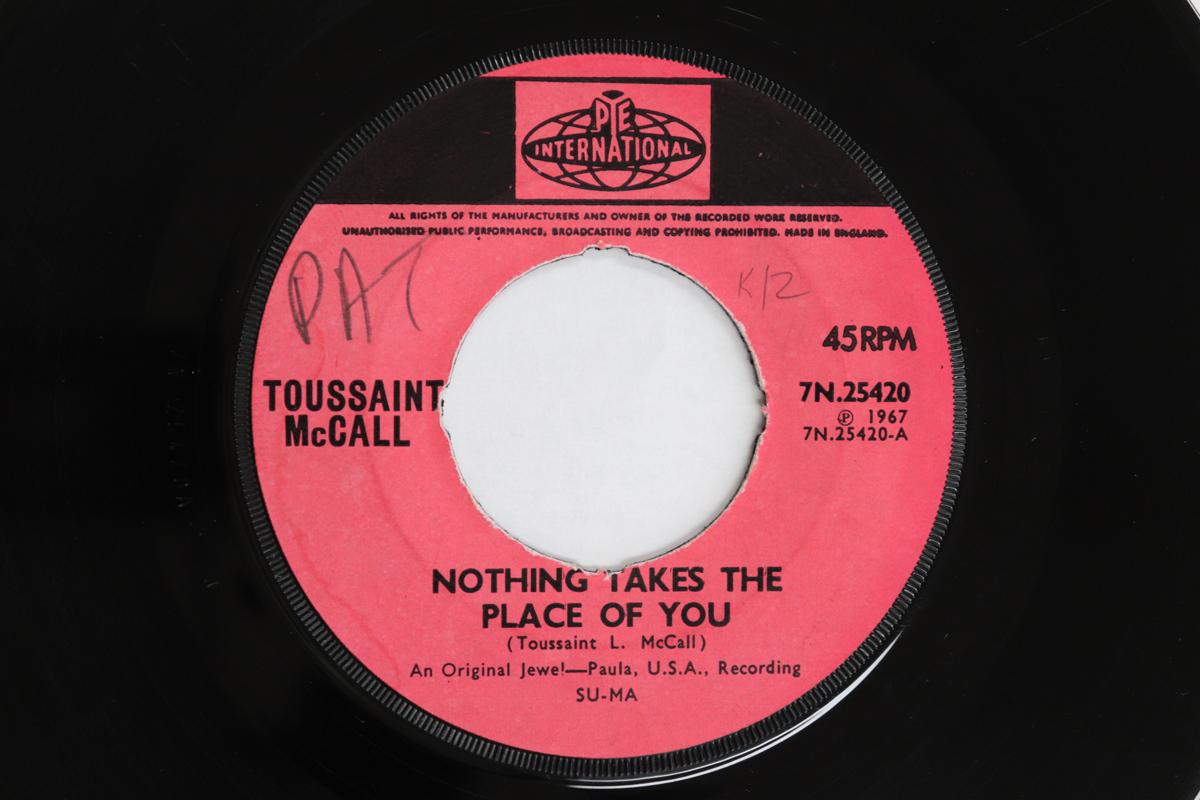 PYE
INTERNATIONAL
ALL RIGHTS OF THE MANUFACTURERS AND OWNER OF THE RECORDED WORK RESERVED.
UNAUTHORISED PUBLIC PERFORMANCE, BROADCASTING AND COPYING PROHIBITED. MADE IN ENGLAND.
PAT
K/2
45 RPM
TOUSSAINT
McCALL
7N.25420
Ⓟ 1967
7N.25420-A
NOTHING TAKES THE
PLACE OF YOU
(Toussaint L. McCall)
An Original Jewel—Paula, U.S.A., Recording
SU-MA